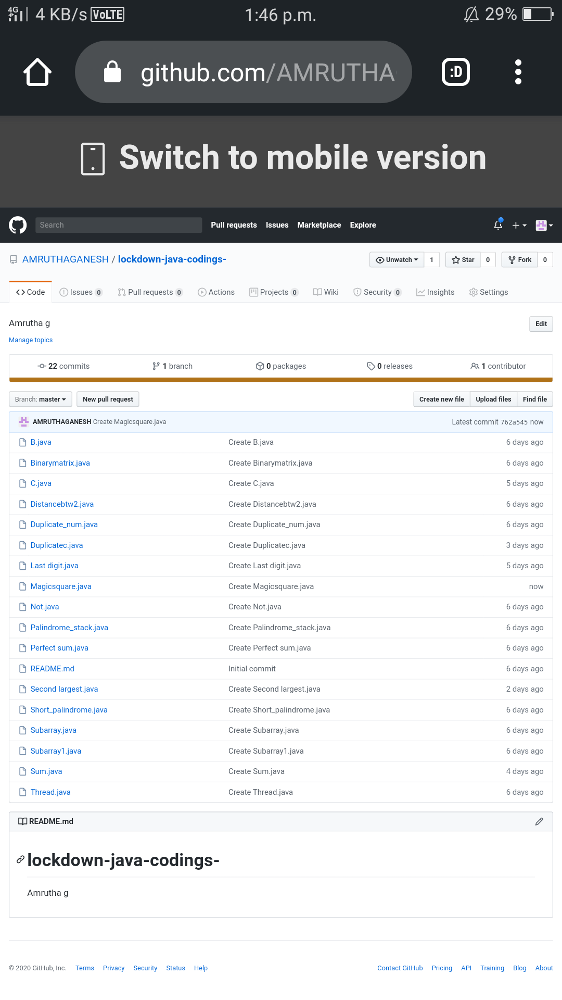 4G 4 KB/s VoLTE 1:46 p.m. 29%
github.com/AMRUTHA :D
Switch to mobile version
Search Pull requests Issues Marketplace Explore
AMRUTHAGANESH / lockdown-java-codings- Unwatch 1 Star 0 Fork 0
Code Issues 0 Pull requests 0 Actions Projects 0 Wiki Security 0 Insights Settings
Amrutha g Edit
Manage topics
22 commits 1 branch 0 packages 0 releases 1 contributor
Branch: master New pull request Create new file Upload files Find file
AMRUTHAGANESH Create Magicsquare.java Latest commit 762a545 now
B.java Create B.java 6 days ago
Binarymatrix.java Create Binarymatrix.java 6 days ago
C.java Create C.java 5 days ago
Distancebtw2.java Create Distancebtw2.java 6 days ago
Duplicate_num.java Create Duplicate_num.java 6 days ago
Duplicatec.java Create Duplicatec.java 3 days ago
Last digit.java Create Last digit.java 5 days ago
Magicsquare.java Create Magicsquare.java now
Not.java Create Not.java 6 days ago
Palindrome_stack.java Create Palindrome_stack.java 6 days ago
Perfect sum.java Create Perfect sum.java 6 days ago
README.md Initial commit 6 days ago
Second largest.java Create Second largest.java 2 days ago
Short_palindrome.java Create Short_palindrome.java 6 days ago
Subarray.java Create Subarray.java 6 days ago
Subarray1.java Create Subarray1.java 6 days ago
Sum.java Create Sum.java 4 days ago
Thread.java Create Thread.java 6 days ago
README.md
lockdown-java-codings-
Amrutha g
© 2020 GitHub, Inc. Terms Privacy Security Status Help Contact GitHub Pricing API Training Blog About